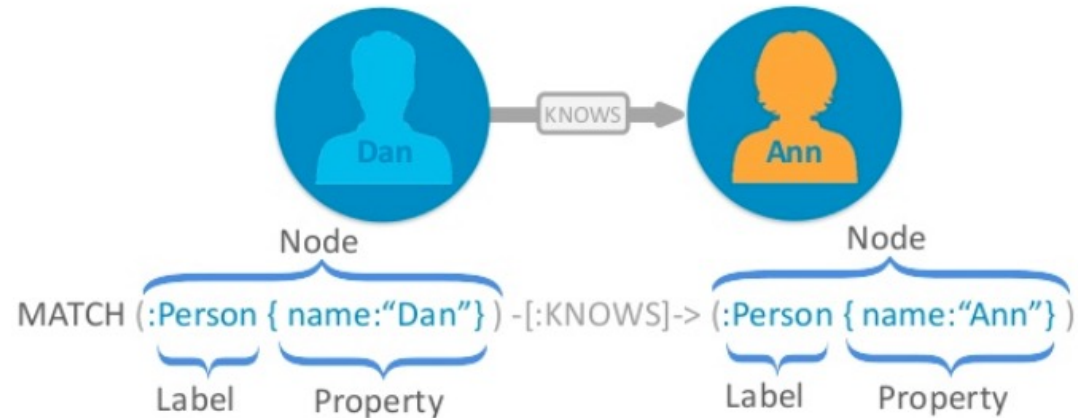 KNOWS
Dan
Ann
Node
Node
MATCH (:Person { name:“Dan”} ) -[:KNOWS]-> (:Person { name:“Ann”} )
Label
Property
Label
Property